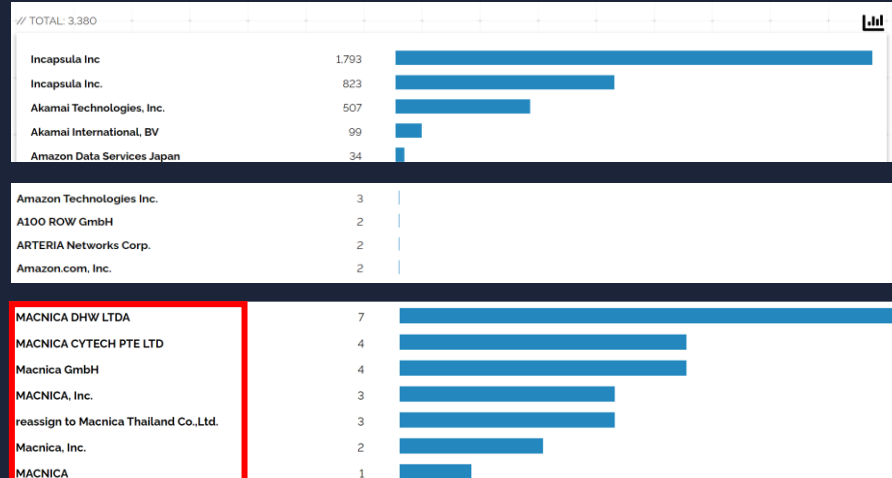 // TOTAL: 3,380
Incapsula Inc 1,793
Incapsula Inc. 823
Akamai Technologies, Inc. 507
Akamai International, BV 99
Amazon Data Services Japan 34
Amazon Technologies Inc. 3
A100 ROW GmbH 2
ARTERIA Networks Corp. 2
Amazon.com, Inc. 2
MACNICA DHW LTDA 7
MACNICA CYTECH PTE LTD 4
Macnica GmbH 4
MACNICA, Inc. 3
reassign to Macnica Thailand Co.,Ltd. 3
Macnica, Inc. 2
MACNICA 1